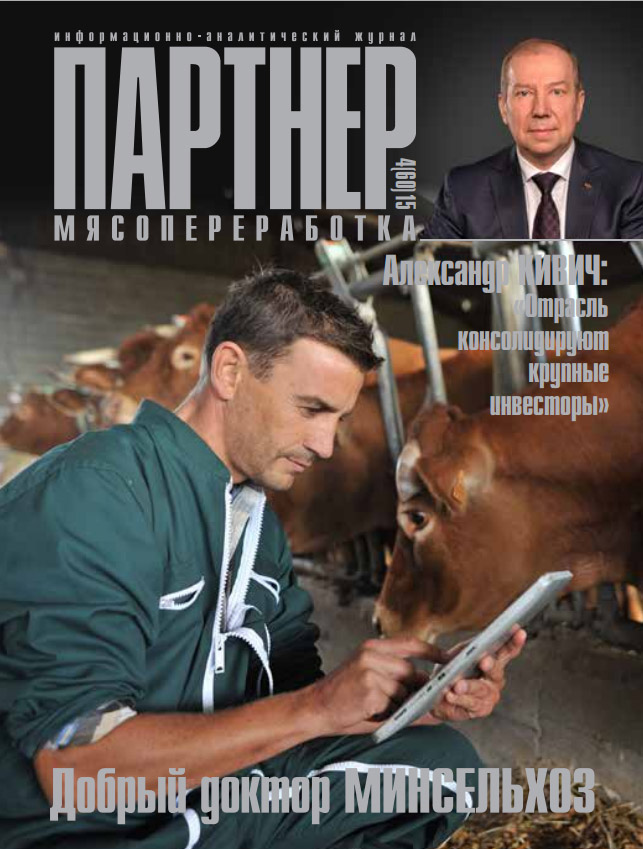 информационно-аналитический журнал
ПАРТНЕР
4(60)15
МЯСОПЕРЕРАБОТКА
Александр КИВИЧ:
«Отрасль
консолидируют
крупные
инвесторы»
Добрый доктор МИНСЕЛЬХОЗ